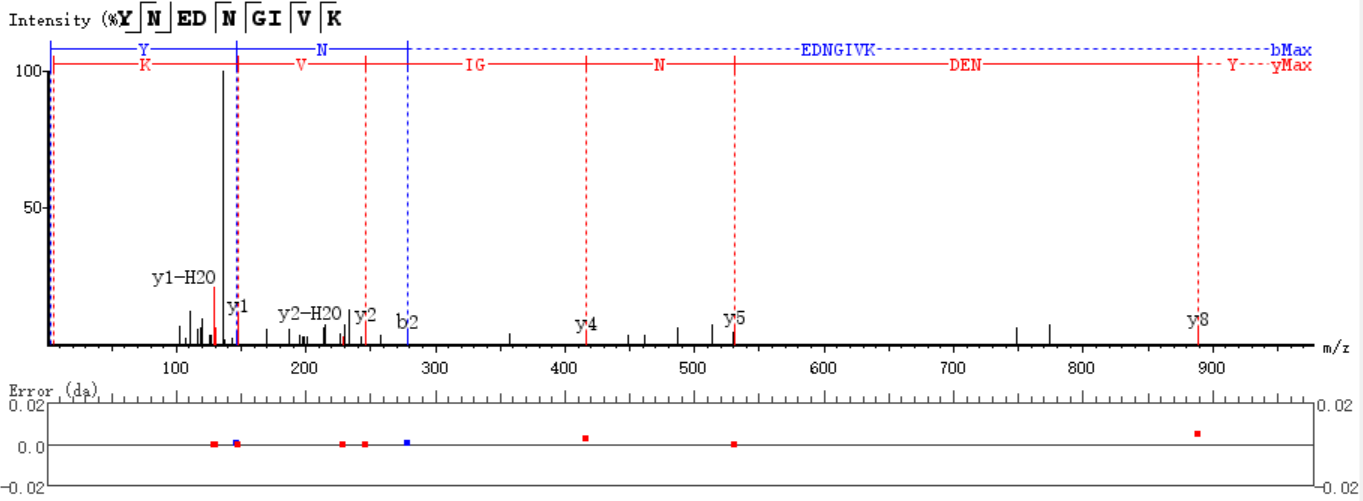 Intensity (% Y N ED N GI V K
Y N EDNGIVK bMax
K V IG N DEN Y yMax
100
50
y1-H2O
y1
y2-H2O
y2
b2
y4
y5
y8
100 200 300 400 500 600 700 800 900 m/z
Error (da)
0.02 0.02
0.0
-0.02 -0.02